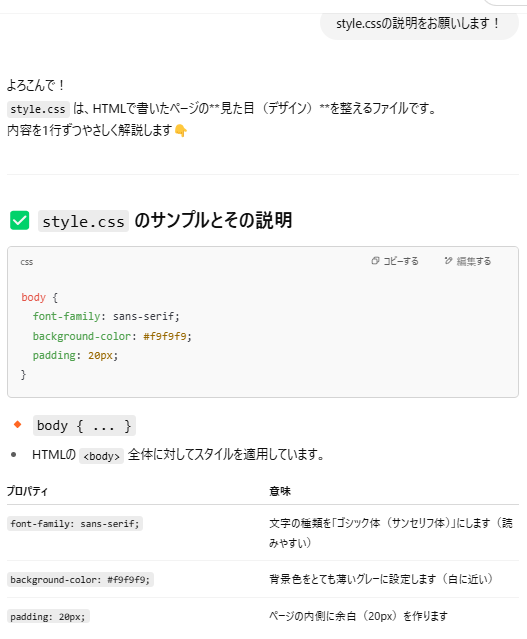 style.cssの説明をお願いします！
よろこんで！
style.css は、HTMLで書いたページの**見た目（デザイン）**を整えるファイルです。
内容を1行ずつやさしく解説します👇
✅ style.css のサンプルとその説明
css コピーする 編集する
body {
font-family: sans-serif;
background-color: #f9f9f9;
padding: 20px;
}
🔸 body { ... }
• HTMLの <body> 全体に対してスタイルを適用しています。
プロパティ 意味
font-family: sans-serif; 文字の種類を「ゴシック体（サンセリフ体）」にします（読
みやすい）
background-color: #f9f9f9; 背景色をとても薄いグレーに設定します（白に近い）
padding: 20px; ページの内側に余白（20px）を作ります